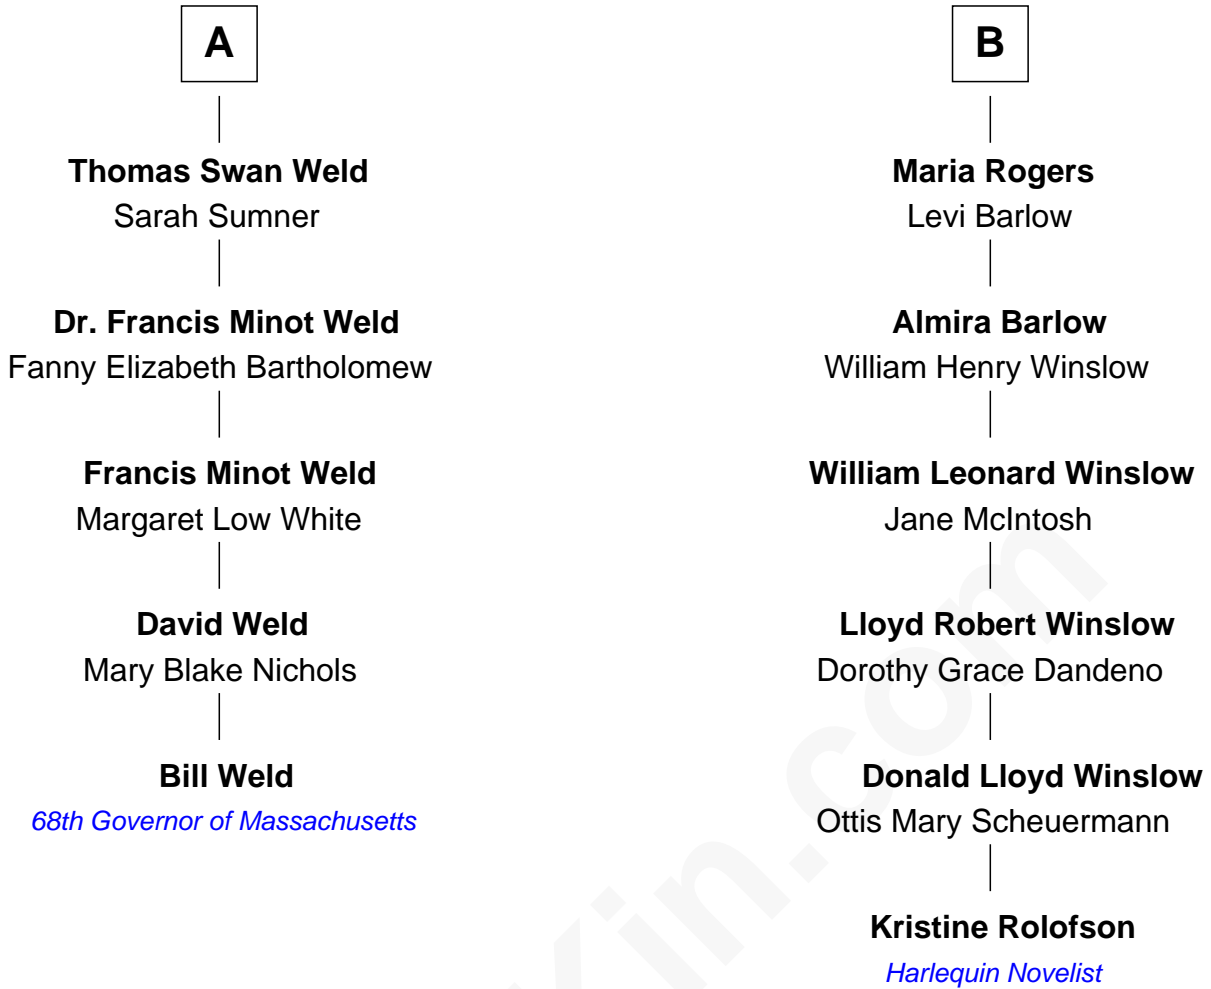 A
Thomas Swan Weld
Sarah Sumner
Dr. Francis Minot Weld
Fanny Elizabeth Bartholomew
Francis Minot Weld
Margaret Low White
David Weld
Mary Blake Nichols
Bill Weld
68th Governor of Massachusetts
B
Maria Rogers
Levi Barlow
Almira Barlow
William Henry Winslow
William Leonard Winslow
Jane McIntosh
Lloyd Robert Winslow
Dorothy Grace Dandeno
Donald Lloyd Winslow
Ottis Mary Scheuermann
Kristine Rolofson
Harlequin Novelist
Kin.com